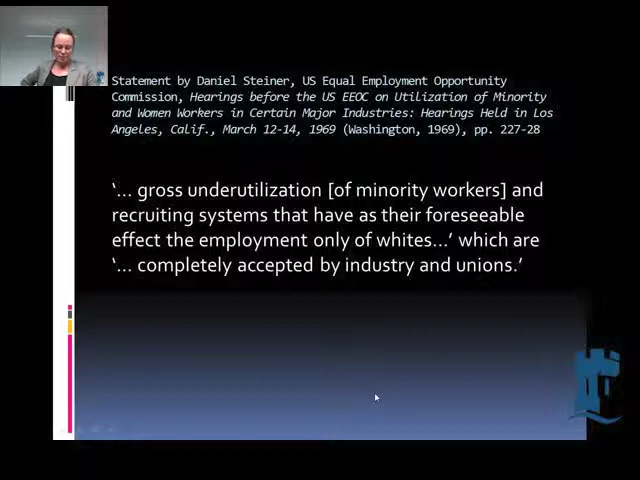 Statement by Daniel Steiner, US Equal Employment Opportunity
Commission, Hearings before the US EEOC on Utilization of Minority
and Women Workers in Certain Major Industries: Hearings Held in Los
Angeles, Calif., March 12-14, 1969 (Washington, 1969), pp. 227-28
‘... gross underutilization [of minority workers] and
recruiting systems that have as their foreseeable
effect the employment only of whites...’ which are
‘... completely accepted by industry and unions.’